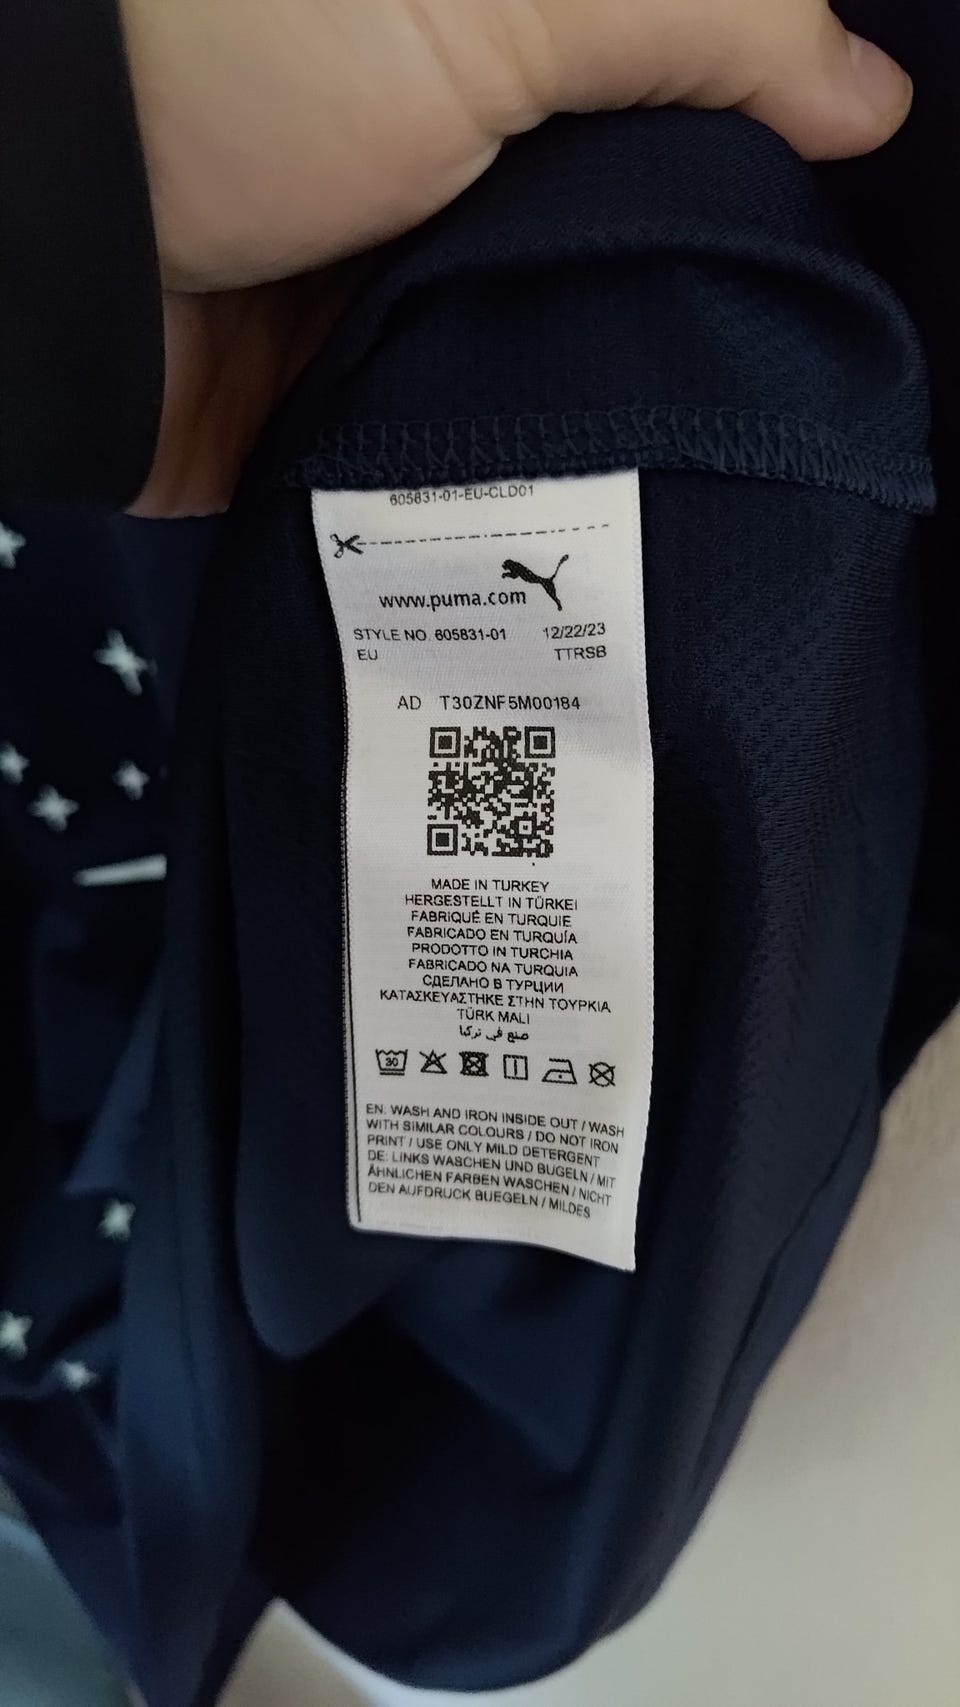 605831-01-EU-CLD01
www.puma.com
STYLE NO. 605831-01 12/22/23
EU TTRSB
AD T30ZNF5M00184
MADE IN TURKEY
HERGESTELLT IN TÜRKEI
FABRIQUÉ EN TURQUIE
FABRICADO EN TURQUÍA
PRODOTTO IN TURCHIA
FABRICADO NA TURQUIA
СДЕЛАНО В ТУРЦИИ
ΚΑΤΑΣΚΕΥΑΣΤΗΚΕ ΣΤΗΝ ΤΟΥΡΚΙΑ
TÜRK MALI
صنع في تركيا
30
EN: WASH AND IRON INSIDE OUT / WASH
WITH SIMILAR COLOURS / DO NOT IRON
PRINT / USE ONLY MILD DETERGENT
DE: LINKS WASCHEN UND BÜGELN / MIT
ÄHNLICHEN FARBEN WASCHEN / NICHT
DEN AUFDRUCK BUEGELN / MILDES